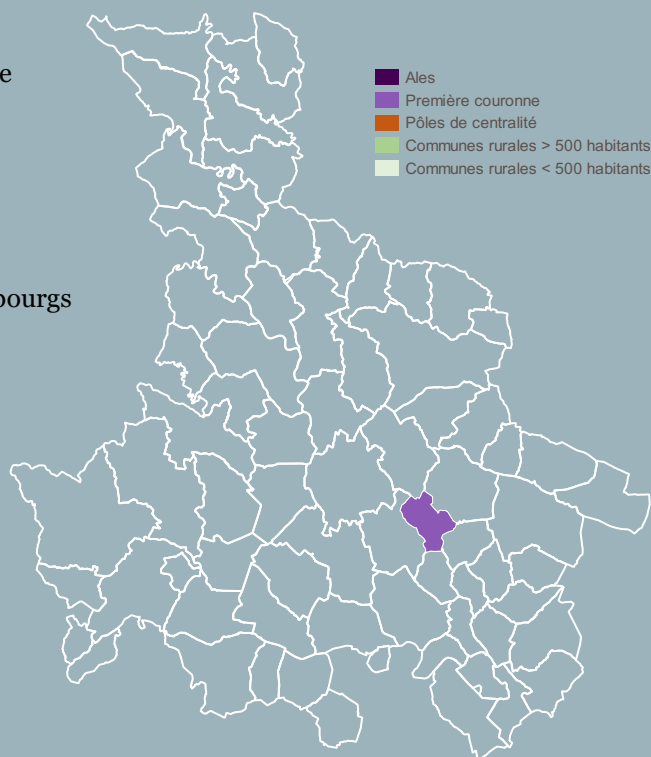 e
Ales
Première couronne
Pôles de centralité
Communes rurales > 500 habitants
Communes rurales < 500 habitants
bourgs